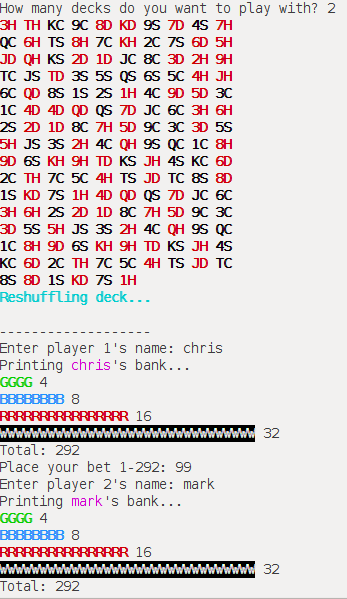 How many decks do you want to play with? 2
3H TH KC 9C 8D KD 9S 7D 4S 7H
QC 6H TS 8H 7C KH 2C 7S 6D 5H
JD QH KS 2D 1D JC 8C 3D 2H 9H
TC JS TD 3S 5S QS 6S 5C 4H JH
6C QD 8S 1S 2S 1H 4C 9D 5D 3C
1C 4D 4D QD QS 7D JC 6C 3H 6H
2S 2D 1D 8C 7H 5D 9C 3C 3D 5S
5H JS 3S 2H 4C QH 9S QC 1C 8H
9D 6S KH 9H TD KS JH 4S KC 6D
2C TH 7C 5C 4H TS JD TC 8S 8D
1S KD 7S 1H 4D QD QS 7D JC 6C
3H 6H 2S 2D 1D 8C 7H 5D 9C 3C
3D 5S 5H JS 3S 2H 4C QH 9S QC
1C 8H 9D 6S KH 9H TD KS JH 4S
KC 6D 2C TH 7C 5C 4H TS JD TC
8S 8D 1S KD 7S 1H
Reshuffling deck...
-------------------
Enter player 1's name: chris
Printing chris's bank...
GGGG 4
BBBBBBBB 8
RRRRRRRRRRRRRRRR 16
WWWWWWWWWWWWWWWWWWWWWWWWWWWWWWWW 32
Total: 292
Place your bet 1-292: 99
Enter player 2's name: mark
Printing mark's bank...
GGGG 4
BBBBBBBB 8
RRRRRRRRRRRRRRRR 16
WWWWWWWWWWWWWWWWWWWWWWWWWWWWWWWW 32
Total: 292